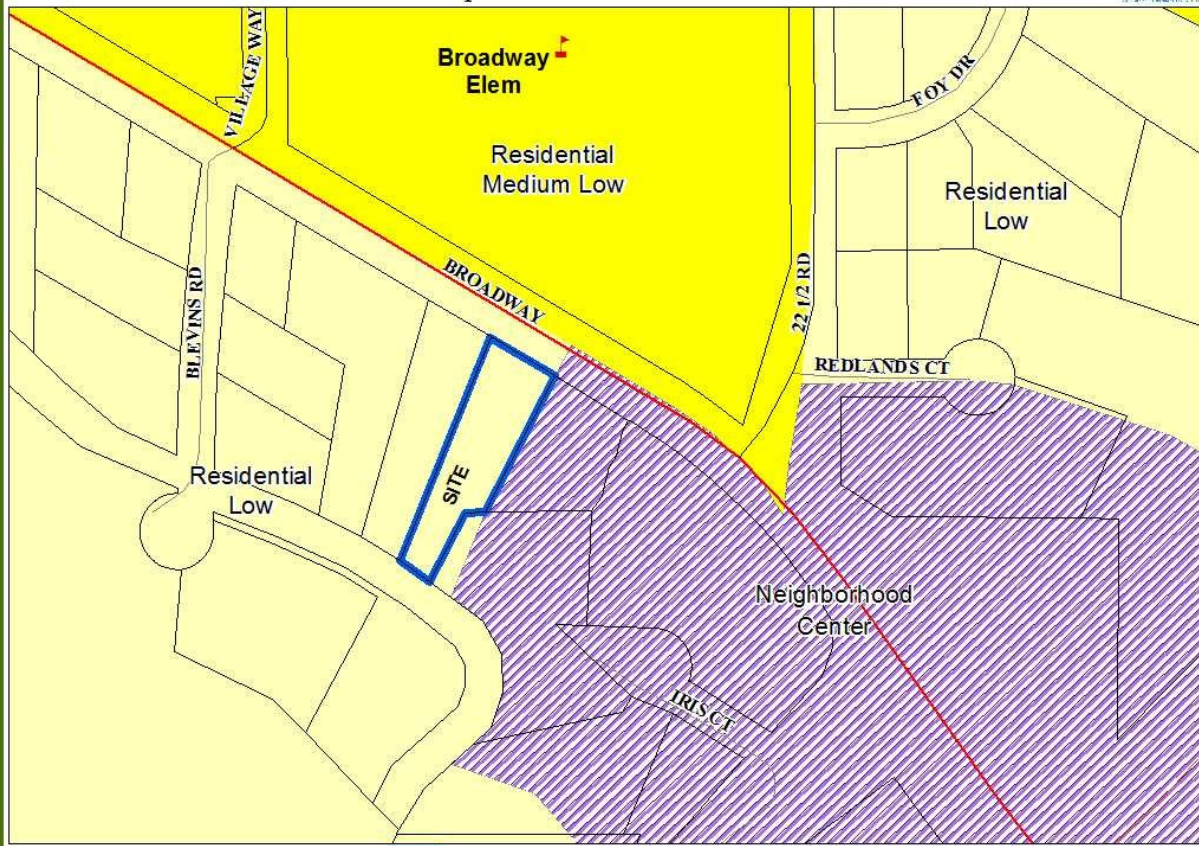 VILLAGE WAY
Broadway
Elem
FOY DR
Residential
Medium Low
Residential
Low
BROADWAY
22 1/2 RD
BLEVINS RD
REDLANDS CT
Residential
Low
SITE
Neighborhood
Center
IRIS CT